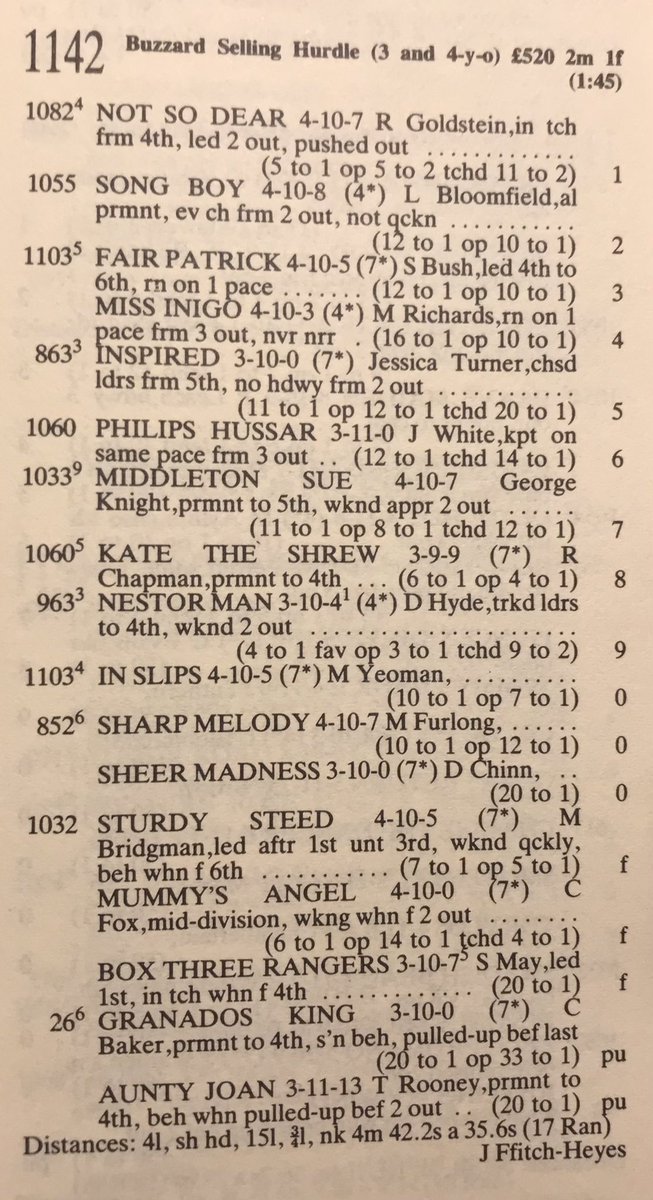 1142 Buzzard Selling Hurdle (3 and 4-y-o) £520 2m 1f
(1:45)
1082⁴ NOT SO DEAR 4-10-7 R Goldstein,in tch
frm 4th, led 2 out, pushed out .............
(5 to 1 op 5 to 2 tchd 11 to 2) 1
1055 SONG BOY 4-10-8 (4*) L Bloomfield,al
prmnt, ev ch frm 2 out, not qckn ...........
(12 to 1 op 10 to 1) 2
1103⁵ FAIR PATRICK 4-10-5 (7*) S Bush,led 4th to
6th, rn on 1 pace ....... (12 to 1 op 10 to 1) 3
MISS INIGO 4-10-3 (4*) M Richards,rn on 1
pace frm 3 out, nvr nrr . (16 to 1 op 10 to 1) 4
863³ INSPIRED 3-10-0 (7*) Jessica Turner,chsd
ldrs frm 5th, no hdwy frm 2 out ............
(11 to 1 op 12 to 1 tchd 20 to 1) 5
1060 PHILIPS HUSSAR 3-11-0 J White,kpt on
same pace frm 3 out .. (12 to 1 tchd 14 to 1) 6
1033⁹ MIDDLETON SUE 4-10-7 George
Knight,prmnt to 5th, wknd appr 2 out ......
(11 to 1 op 8 to 1 tchd 12 to 1) 7
1060⁵ KATE THE SHREW 3-9-9 (7*) R
Chapman,prmnt to 4th ... (6 to 1 op 4 to 1) 8
963³ NESTOR MAN 3-10-4¹ (4*) D Hyde,trkd ldrs
to 4th, wknd 2 out .......................
(4 to 1 fav op 3 to 1 tchd 9 to 2) 9
1103⁴ IN SLIPS 4-10-5 (7*) M Yeoman, ..........
(10 to 1 op 7 to 1) 0
852⁶ SHARP MELODY 4-10-7 M Furlong, ......
(10 to 1 op 12 to 1) 0
SHEER MADNESS 3-10-0 (7*) D Chinn, ..
(20 to 1) 0
1032 STURDY STEED 4-10-5 (7*) M
Bridgman,led aftr 1st unt 3rd, wknd qckly,
beh whn f 6th ........... (7 to 1 op 5 to 1) f
MUMMY'S ANGEL 4-10-0 (7*) C
Fox,mid-division, wkng whn f 2 out ........
(6 to 1 op 14 to 1 tchd 4 to 1) f
BOX THREE RANGERS 3-10-7⁵ S May,led
1st, in tch whn f 4th ............. (20 to 1) f
26⁶ GRANADOS KING 3-10-0 (7*) C
Baker,prmnt to 4th, s'n beh, pulled-up bef last
(20 to 1 op 33 to 1) pu
AUNTY JOAN 3-11-13 T Rooney,prmnt to
4th, beh whn pulled-up bef 2 out .. (20 to 1) pu
Distances: 4l, sh hd, 15l, ¾l, nk 4m 42.2s a 35.6s (17 Ran)
J Ffitch-Heyes